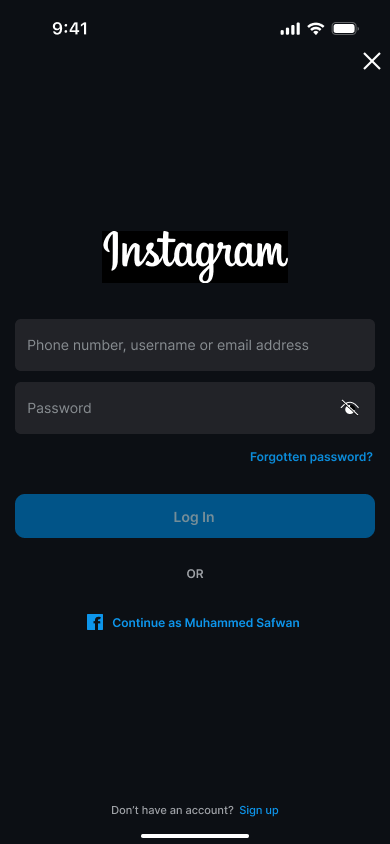 9:41
Instagram
Phone number, username or email address
Password
Forgotten password?
Log In
OR
Continue as Muhammed Safwan
Don't have an account? Sign up